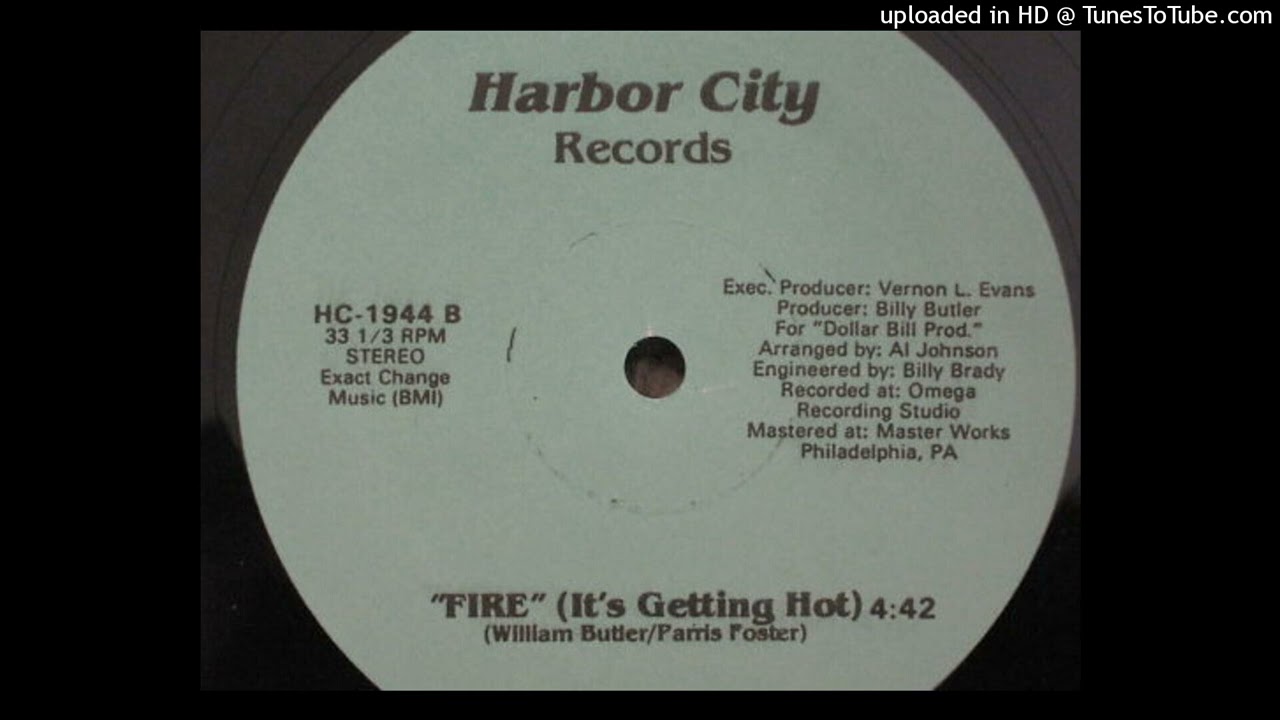 uploaded in HD @ TunesToTube.com
Harbor City
Records
HC-1944 B
33 1/3 RPM
STEREO
Exact Change
Music (BMI)
Exec. Producer: Vernon L. Evans
Producer: Billy Butler
For "Dollar Bill Prod."
Arranged by: Al Johnson
Engineered by: Billy Brady
Recorded at: Omega
Recording Studio
Mastered at: Master Works
Philadelphia, PA
"FIRE" (It's Getting Hot) 4:42
(William Butler/Parris Foster)